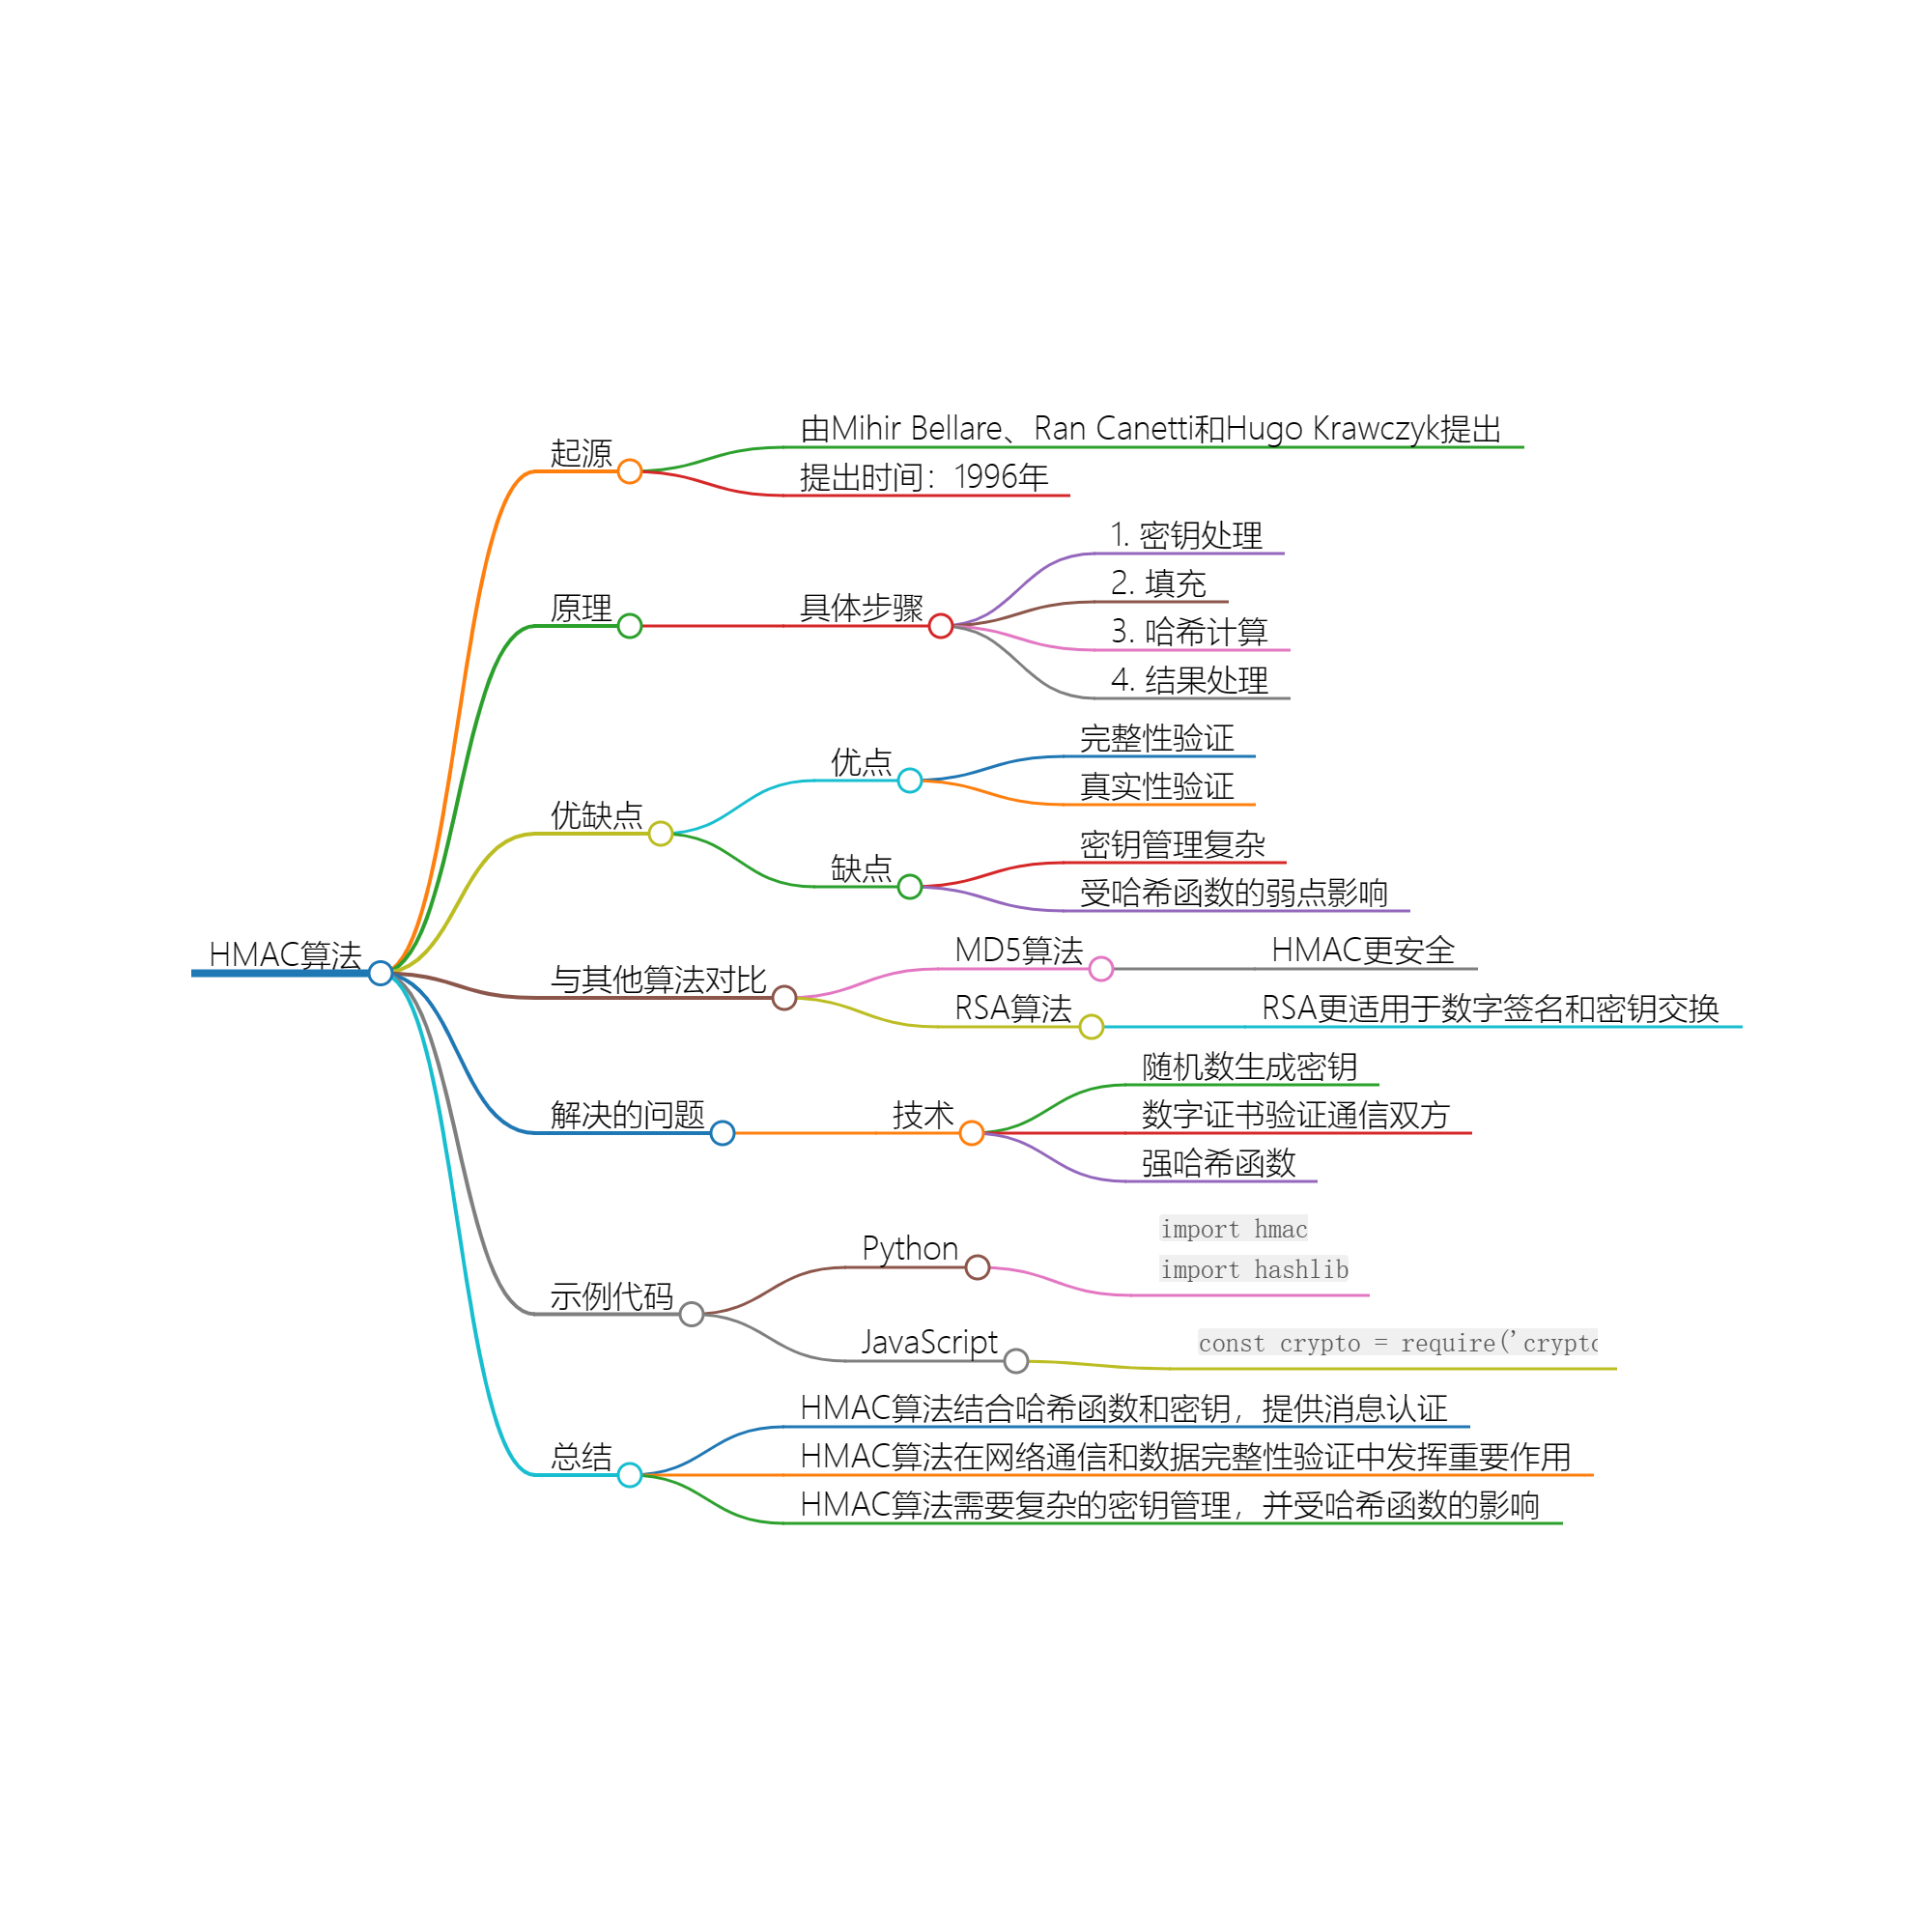 HMAC算法
起源
由Mihir Bellare、Ran Canetti和Hugo Krawczyk提出
提出时间：1996年
原理
具体步骤
1. 密钥处理
2. 填充
3. 哈希计算
4. 结果处理
优缺点
优点
完整性验证
真实性验证
缺点
密钥管理复杂
受哈希函数的弱点影响
与其他算法对比
MD5算法
HMAC更安全
RSA算法
RSA更适用于数字签名和密钥交换
解决的问题
技术
随机数生成密钥
数字证书验证通信双方
强哈希函数
示例代码
Python
import hmac
import hashlib
JavaScript
const crypto = require('crypto
总结
HMAC算法结合哈希函数和密钥，提供消息认证
HMAC算法在网络通信和数据完整性验证中发挥重要作用
HMAC算法需要复杂的密钥管理，并受哈希函数的影响